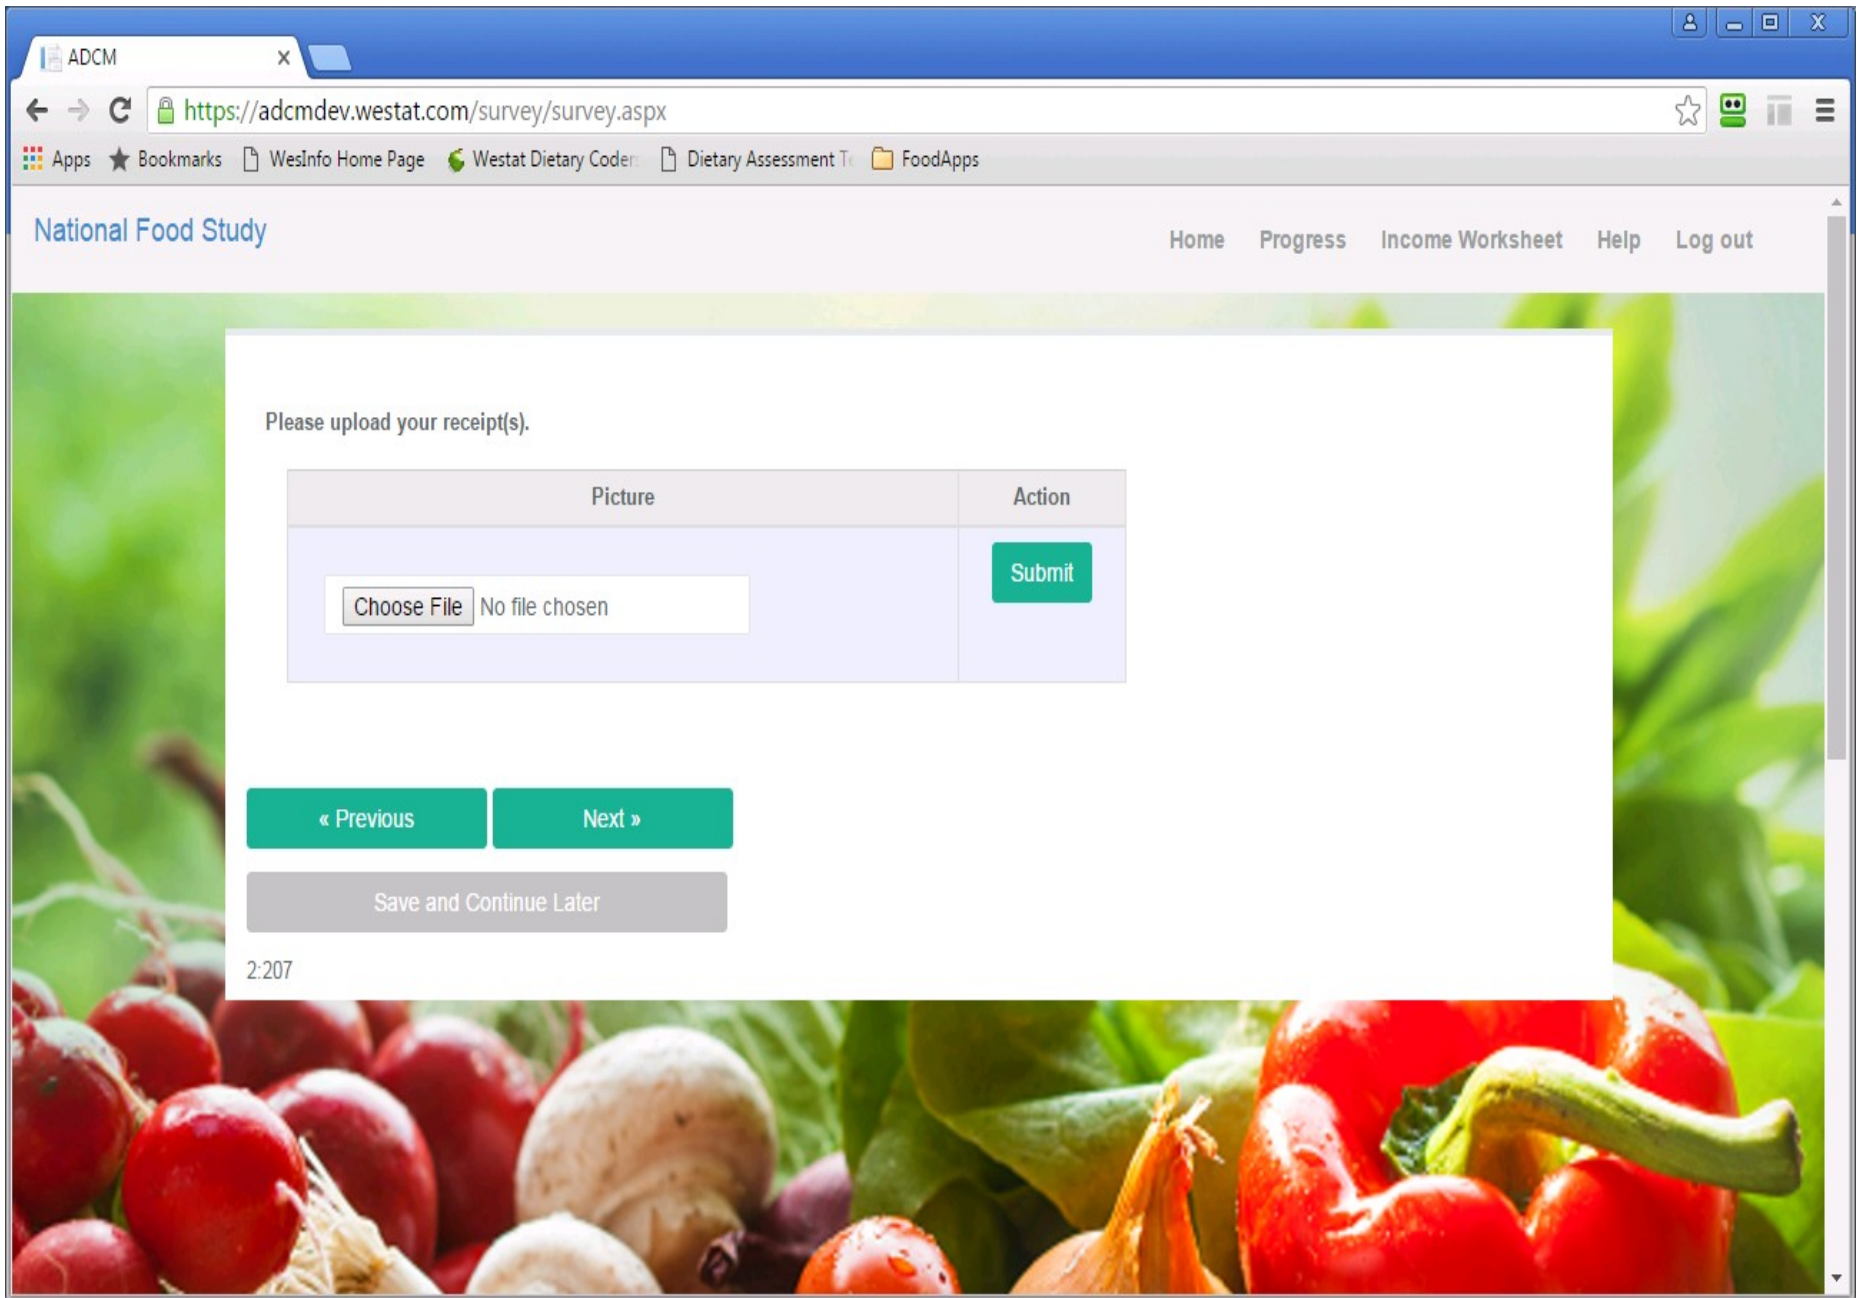 ADCM
https://adcmdev.westat.com/survey/survey.aspx
Apps Bookmarks WesInfo Home Page Westat Dietary Coder Dietary Assessment T FoodApps
National Food Study
Home Progress Income Worksheet Help Log out
Please upload your receipt(s).
Picture Action
Submit
Choose File No file chosen
« Previous Next »
Save and Continue Later
2:207